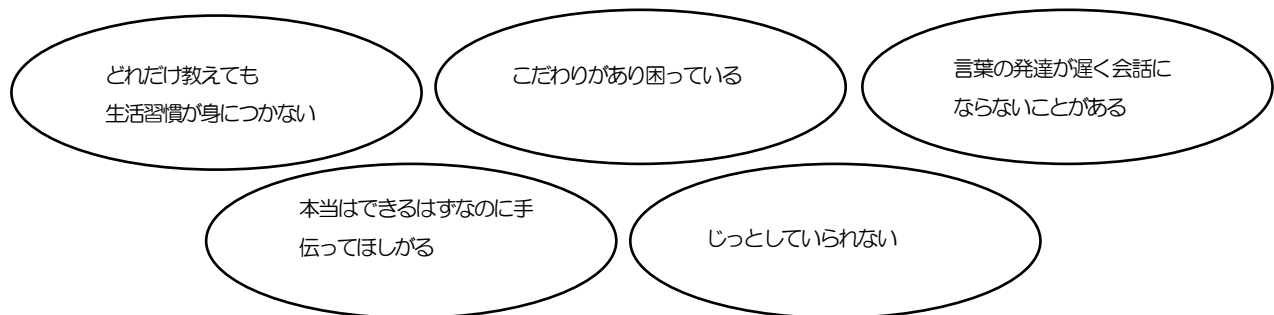 どれだけ教えても
生活習慣が身につかない
こだわりがあり困っている
言葉の発達が遅く会話に
ならないことがある
本当はできるはずなのに手
伝ってほしがる
じっとしていられない